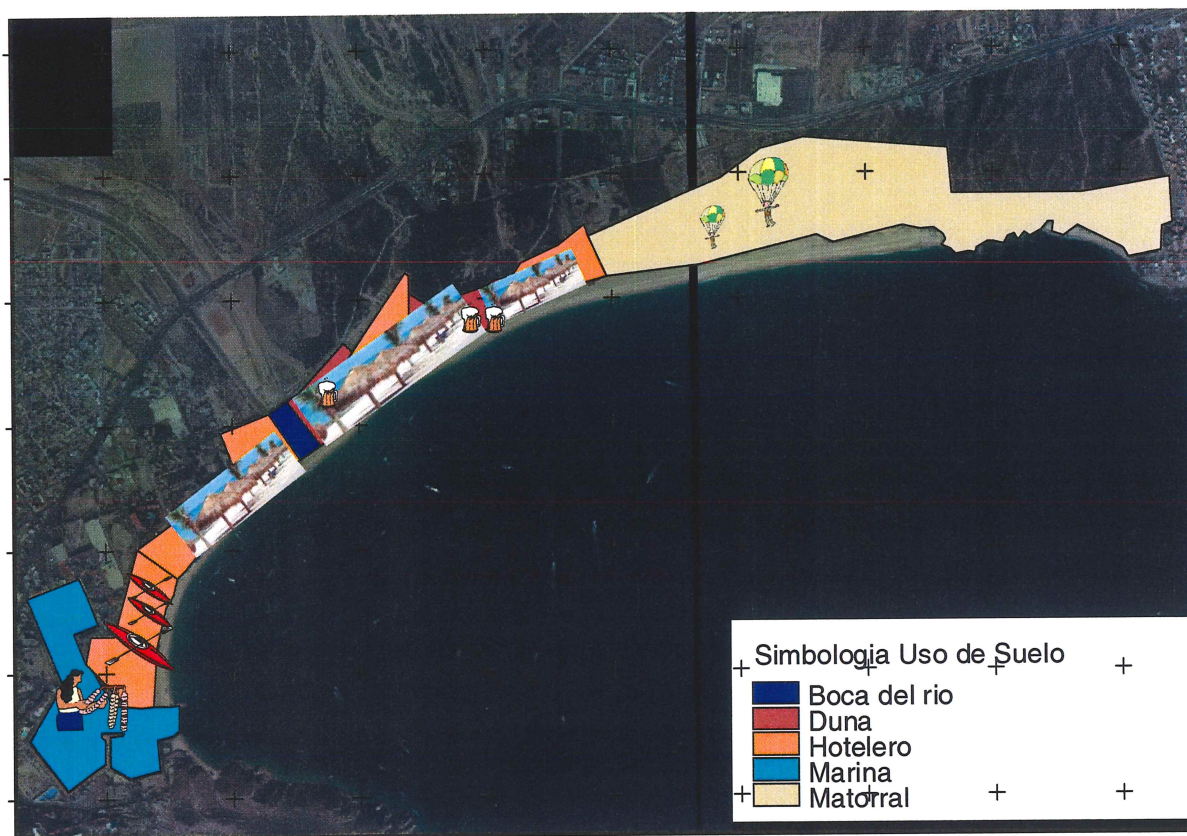 Simbologia Uso de Suelo
Boca del rio
Duna
Hotelero
Marina
Matorral